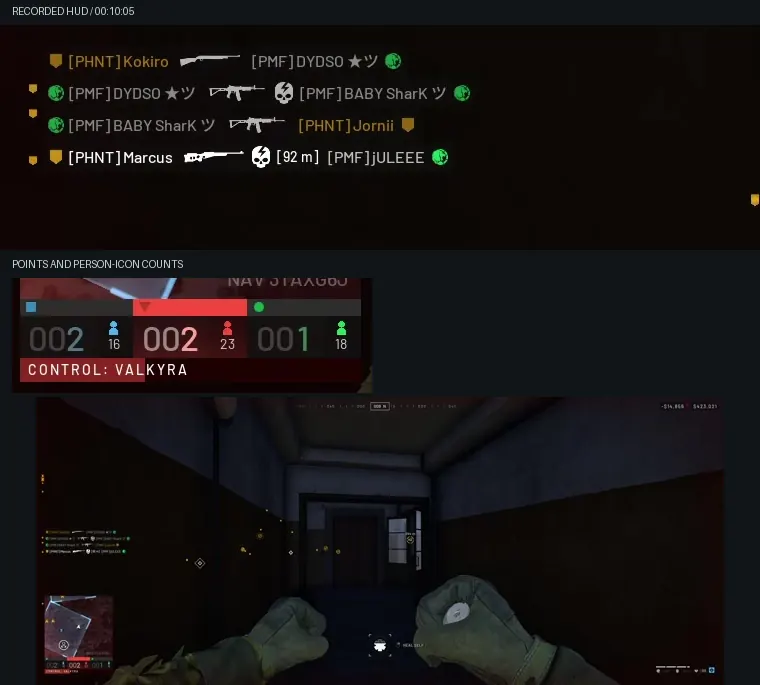 RECORDED HUD / 00:10:05
[PHNT] Kokiro [PMF] DYDSO ★ツ
[PMF] DYDSO ★ツ [PMF] BABY SharK ツ
[PMF] BABY SharK ツ [PHNT] Jornii
[PHNT] Marcus [92 m] [PMF] jULEEE
POINTS AND PERSON-ICON COUNTS
002 16 002 23 001 18
CONTROL: VALKYRA